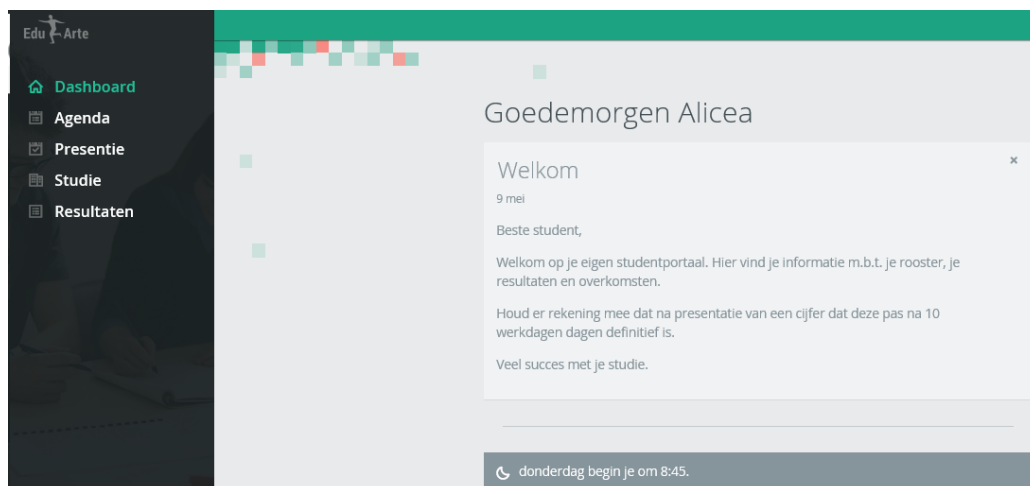 Edu Arte
Dashboard
Agenda
Presentie
Studie
Resultaten
Goedemorgen Alicea
Welkom
9 mei
Beste student,
Welkom op je eigen studentportaal. Hier vind je informatie m.b.t. je rooster, je
resultaten en overkomsten.
Houd er rekening mee dat na presentatie van een cijfer dat deze pas na 10
werkdagen dagen definitief is.
Veel succes met je studie.
donderdag begin je om 8:45.